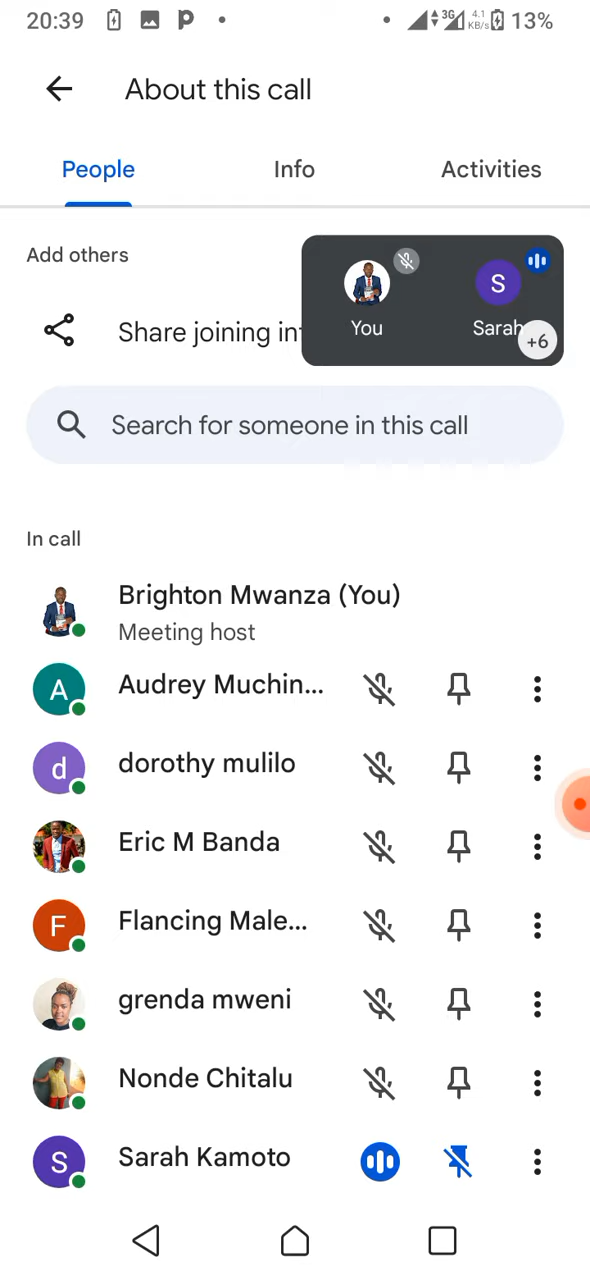 20:39 3G 4.1 KB/s 13%
About this call
People Info Activities
Add others
You Sarah +6
Share joining in
Search for someone in this call
In call
Brighton Mwanza (You)
Meeting host
A Audrey Muchin...
d dorothy mulilo
Eric M Banda
F Flancing Male...
grenda mweni
Nonde Chitalu
S Sarah Kamoto